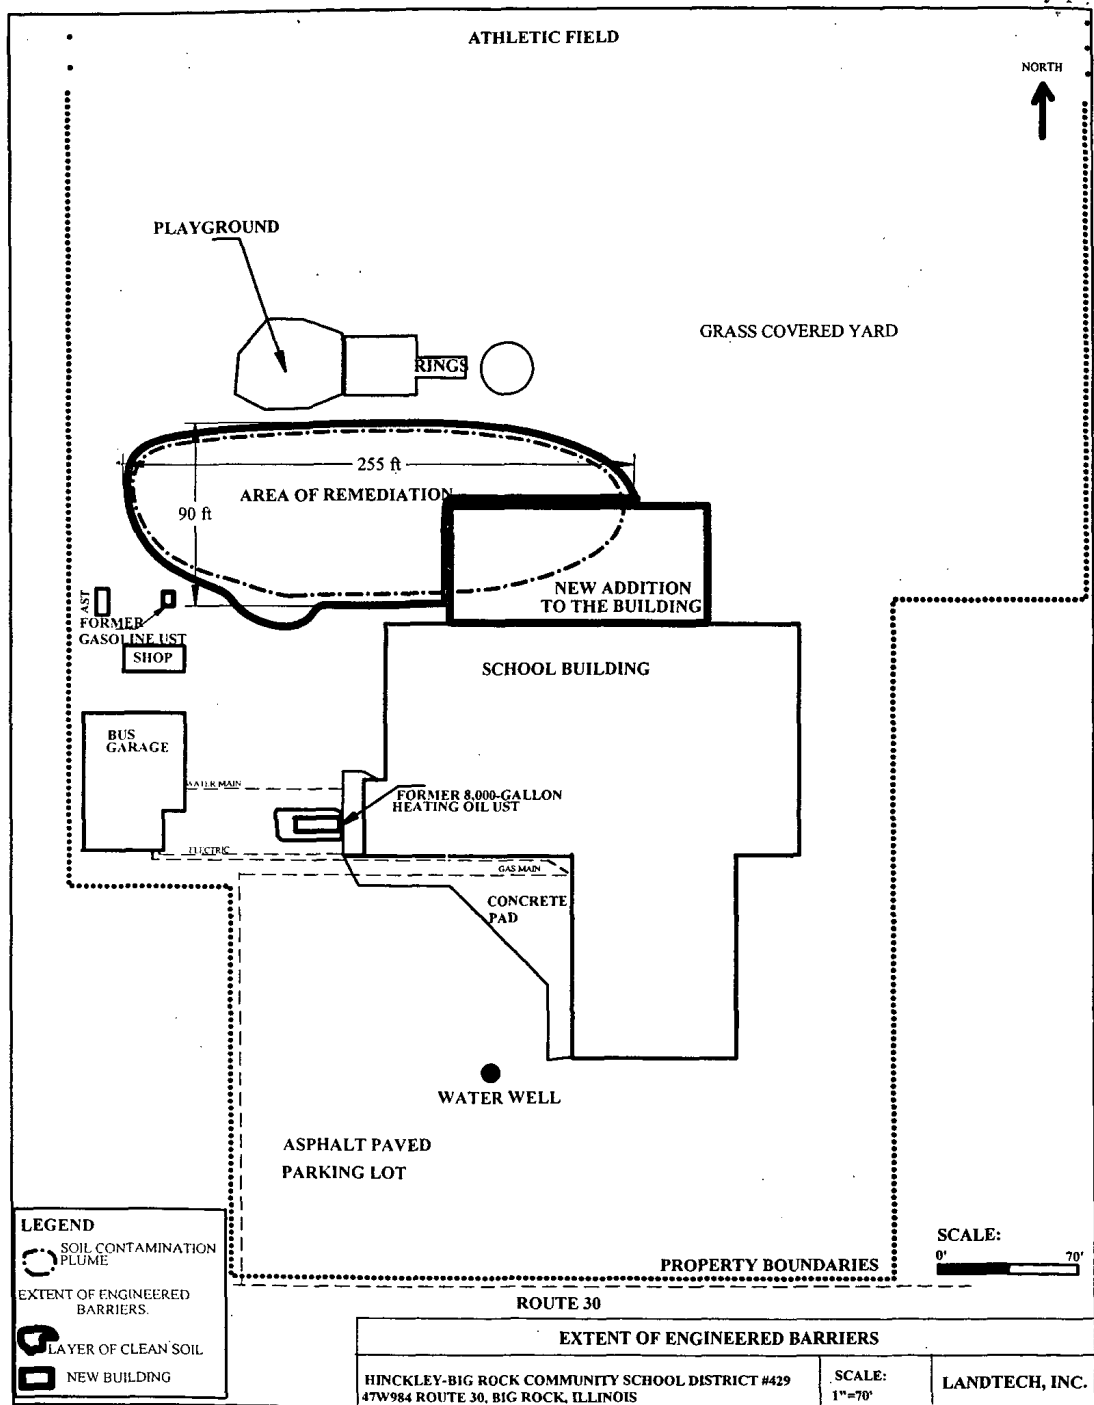 ATHLETIC FIELD
NORTH
PLAYGROUND
GRASS COVERED YARD
RINGS
255 ft
AREA OF REMEDIATION
90 ft
NEW ADDITION
TO THE BUILDING
AST
FORMER
GASOLINE UST
SHOP
SCHOOL BUILDING
BUS
GARAGE
WATER MAIN
FORMER 8,000-GALLON
HEATING OIL UST
ELECTRIC
GAS MAIN
CONCRETE
PAD
WATER WELL
ASPHALT PAVED
PARKING LOT
LEGEND
SOIL CONTAMINATION
PLUME
EXTENT OF ENGINEERED
BARRIERS.
LAYER OF CLEAN SOIL
NEW BUILDING
SCALE:
0' 70'
PROPERTY BOUNDARIES
ROUTE 30
EXTENT OF ENGINEERED BARRIERS
HINCKLEY-BIG ROCK COMMUNITY SCHOOL DISTRICT #429
47W984 ROUTE 30, BIG ROCK, ILLINOIS
SCALE:
1"=70'
LANDTECH, INC.